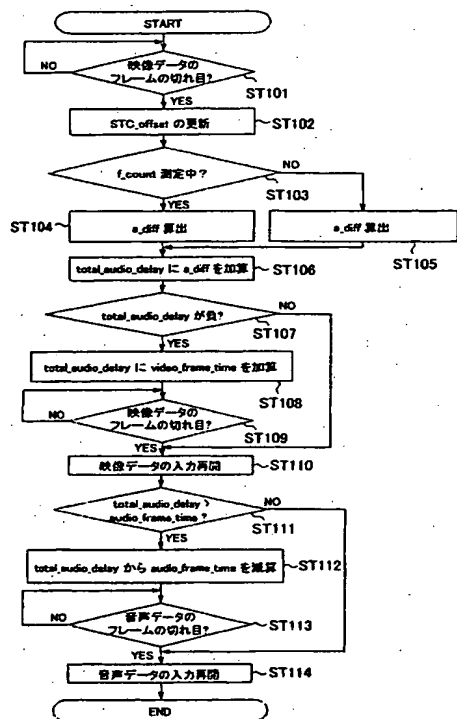 START
映像データの
フレームの切れ目?
NO
ST101
YES
STC_offset の更新
ST102
f_count 測定中?
NO
ST103
YES
ST104
a_diff 算出
a_diff 算出
ST105
total_audio_delay に a_diff を加算
ST106
total_audio_delay が負?
NO
ST107
YES
total_audio_delay に video_frame_time を加算
ST108
映像データの
フレームの切れ目?
NO
ST109
YES
映像データの入力再開
ST110
total_audio_delay >
audio_frame_time ?
NO
ST111
YES
total_audio_delay から audio_frame_time を減算
ST112
音声データの
フレームの切れ目?
NO
ST113
YES
音声データの入力再開
ST114
END